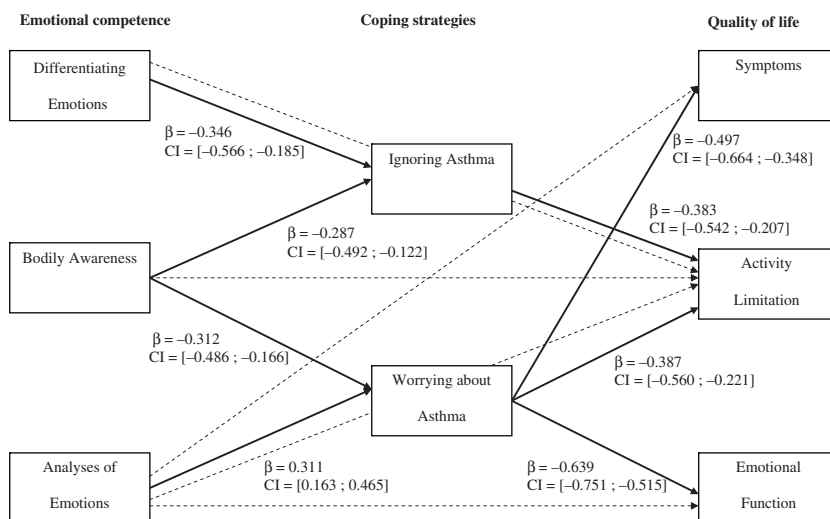 Emotional competence
Coping strategies
Quality of life
Differentiating
Emotions
Symptoms
β = –0.346
CI = [–0.566 ; –0.185]
Ignoring Asthma
β = –0.497
CI = [–0.664 ; –0.348]
β = –0.287
CI = [–0.492 ; –0.122]
β = –0.383
CI = [–0.542 ; –0.207]
Bodily Awareness
Activity
Limitation
β = –0.312
CI = [–0.486 ; –0.166]
Worrying about
Asthma
β = –0.387
CI = [–0.560 ; –0.221]
Analyses of
Emotions
β = 0.311
CI = [0.163 ; 0.465]
β = –0.639
CI = [–0.751 ; –0.515]
Emotional
Function